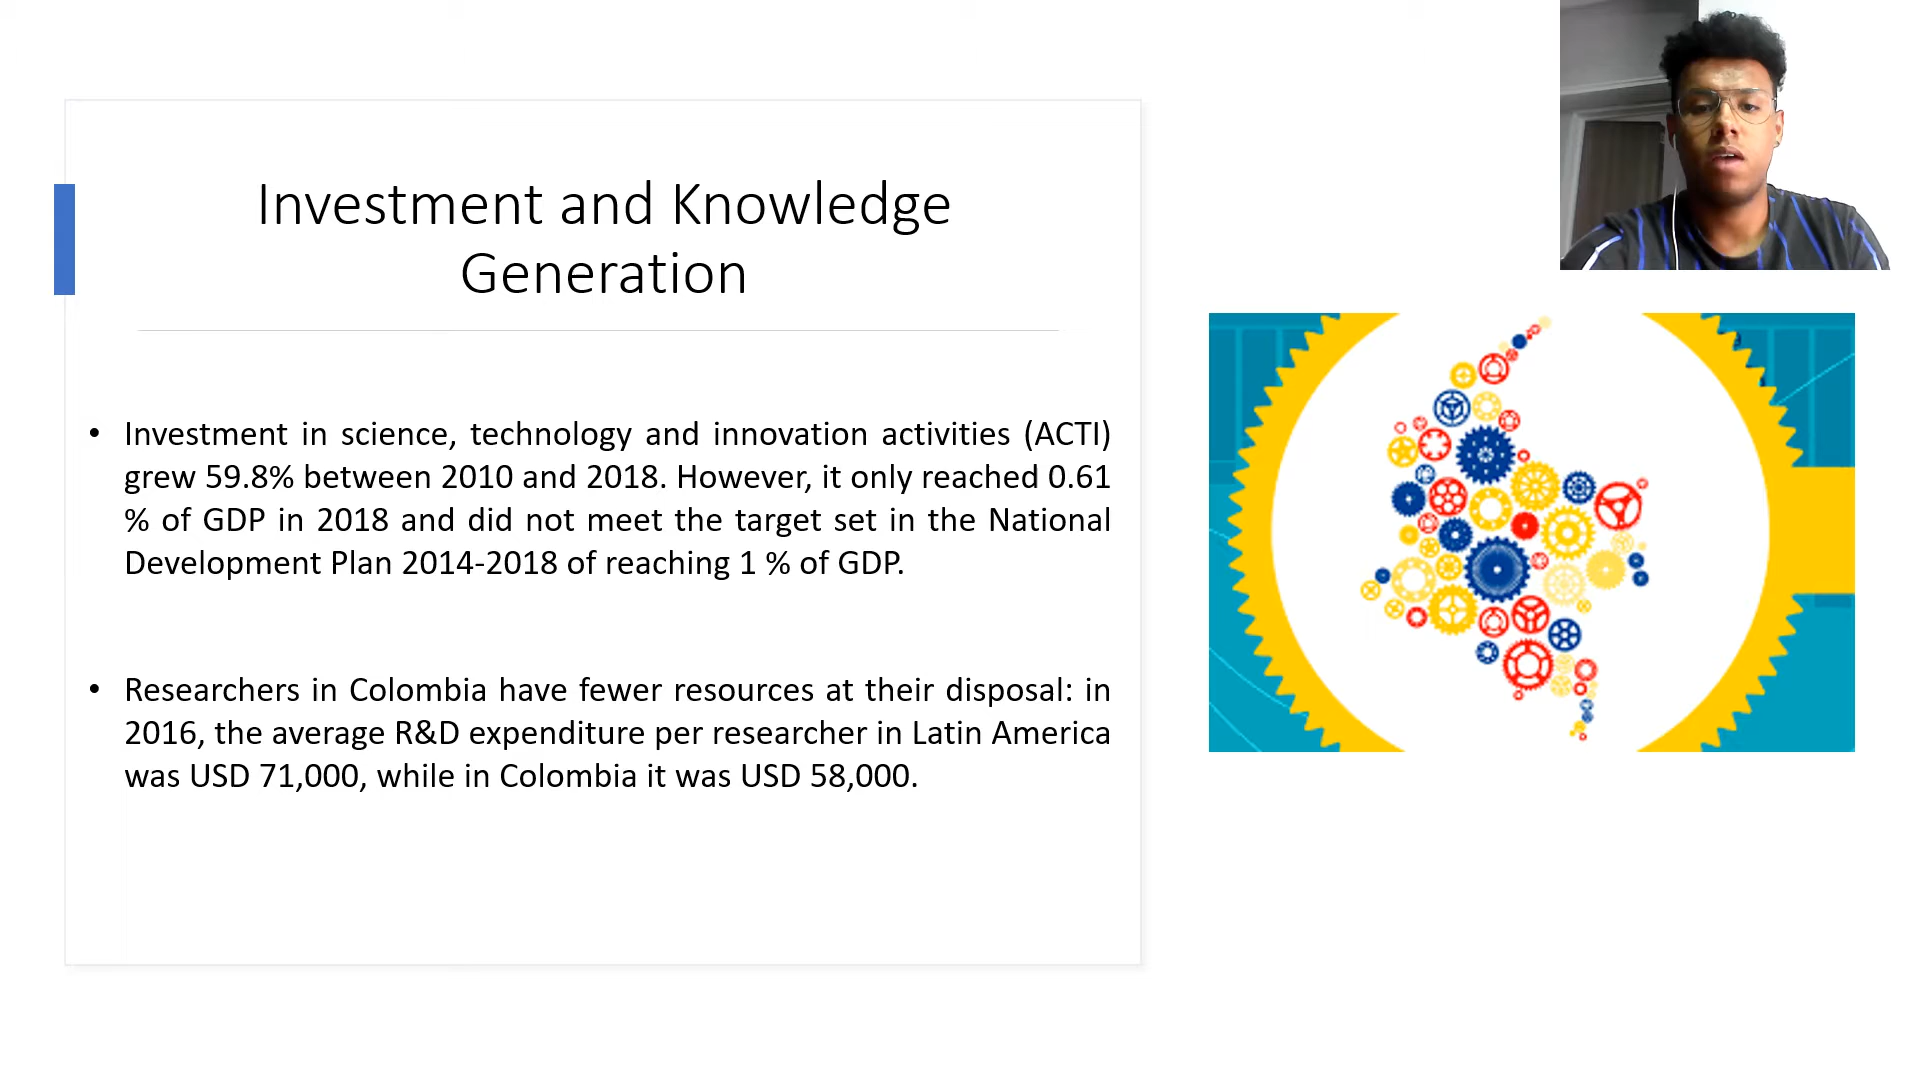 Investment and Knowledge
Generation
• Investment in science, technology and innovation activities (ACTI)
grew 59.8% between 2010 and 2018. However, it only reached 0.61
% of GDP in 2018 and did not meet the target set in the National
Development Plan 2014-2018 of reaching 1 % of GDP.
• Researchers in Colombia have fewer resources at their disposal: in
2016, the average R&D expenditure per researcher in Latin America
was USD 71,000, while in Colombia it was USD 58,000.